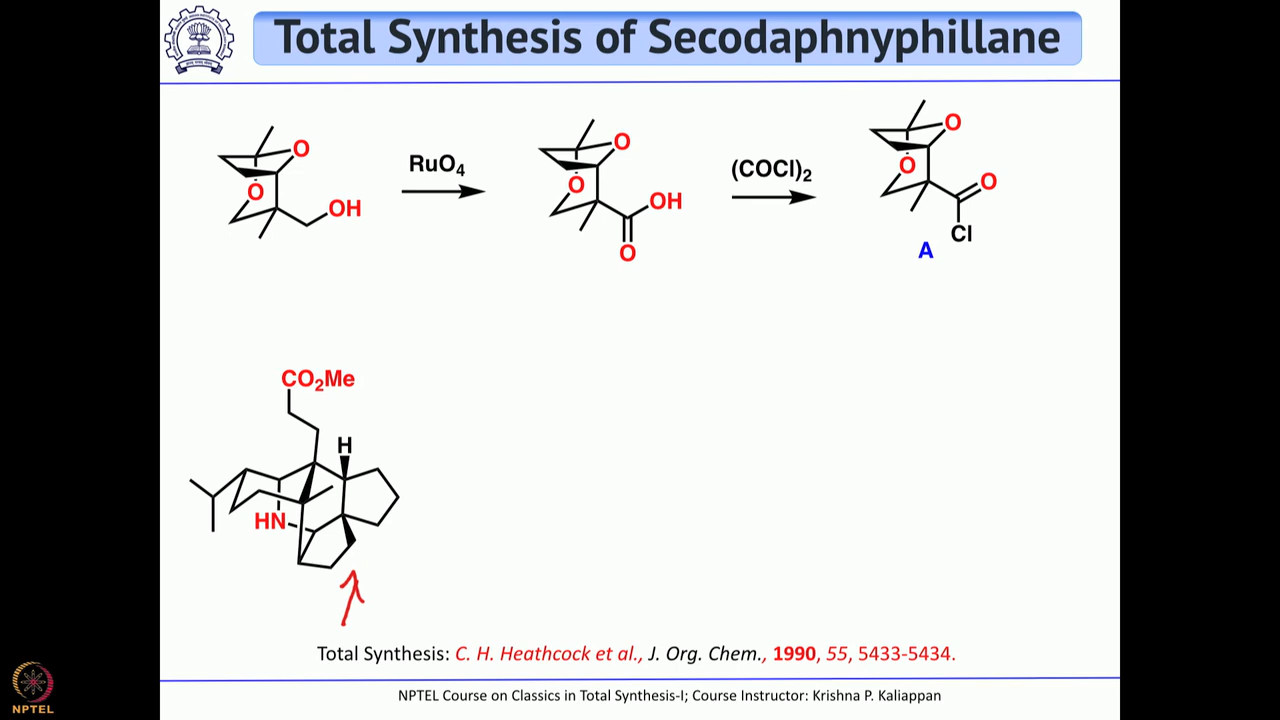 Total Synthesis of Secodaphnyphillane
O
O
OH
RuO4
O
O
OH
O
(COCl)2
O
O
O
Cl
A
CO2Me
H
HN
Total Synthesis: C. H. Heathcock et al., J. Org. Chem., 1990, 55, 5433-5434.
NPTEL Course on Classics in Total Synthesis-I; Course Instructor: Krishna P. Kaliappan
NPTEL